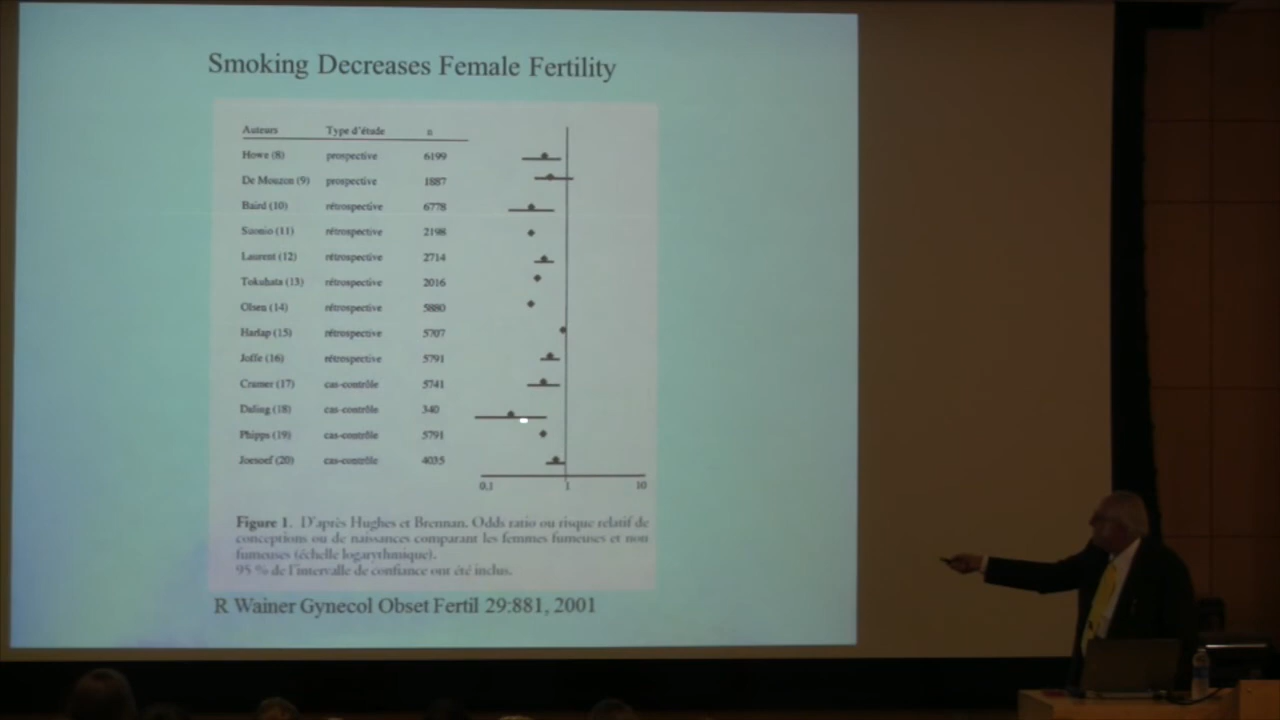 Smoking Decreases Female Fertility
Auteurs Type d'étude n
Howe (8) prospective 6199
De Mouzon (9) prospective 1887
Baird (10) rétrospective 6778
Suonio (11) rétrospective 2198
Laurent (12) rétrospective 2714
Tokuhata (13) rétrospective 2016
Olsen (14) rétrospective 5880
Harlap (15) rétrospective 5707
Joffe (16) rétrospective 5791
Cramer (17) cas-contrôle 5741
Daling (18) cas-contrôle 340
Phipps (19) cas-contrôle 5791
Joesoef (20) cas-contrôle 4035
0,1 1 10
Figure 1. D'après Hughes et Brennan. Odds ratio ou risque relatif de
conceptions ou de naissances comparant les femmes fumeuses et non
fumeuses (échelle logarythmique).
95 % de l'intervalle de confiance ont été inclus.
R Wainer Gynecol Obset Fertil 29:881, 2001